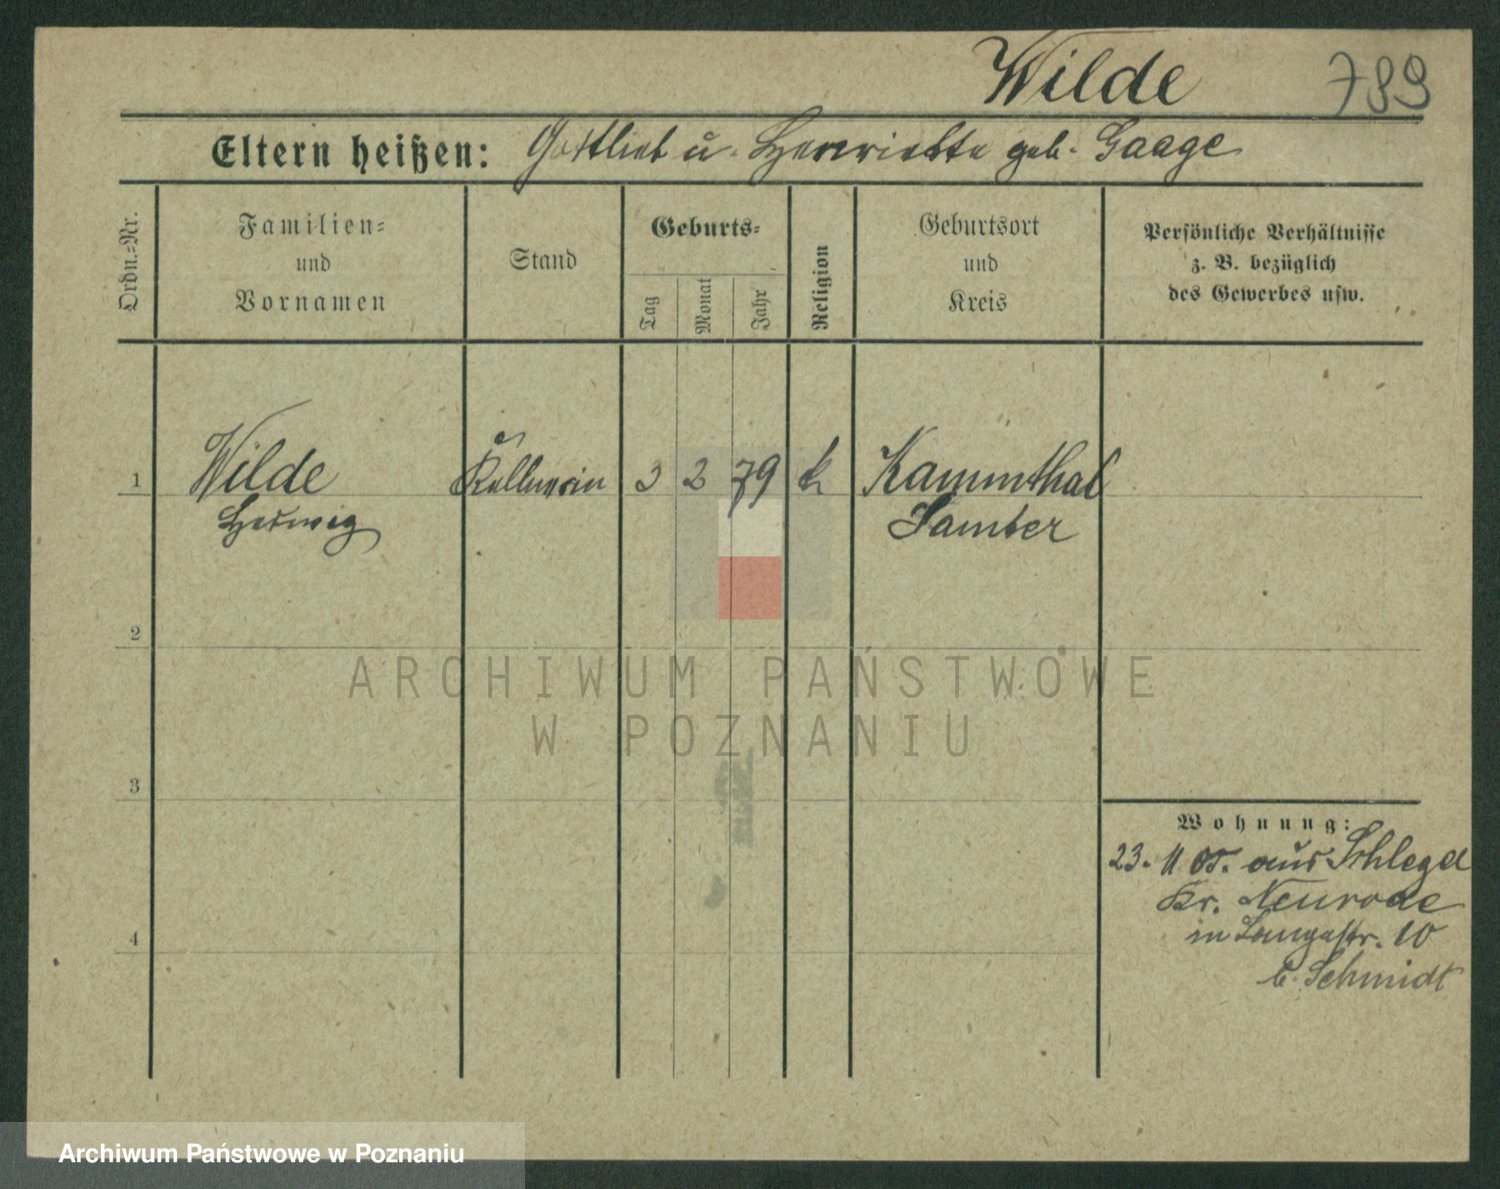 Wilde 789
Eltern heißen: Gottlieb u. Henriette geb. Gaage
Ordn.-Nr.
Familien-
und
Vornamen
Stand
Geburts-
Tag
Monat
Jahr
Religion
Geburtsort
und
Kreis
Persönliche Verhältnisse
z. B. bezüglich
des Gewerbes usw.
1 Wilde Kellnerin 3 2 79 k Kammthal
Hedwig Samter
2
3
4
Wohnung:
23. 11 05. aus Schlegel
Kr. Neurode
in Langestr. 10
b. Schmidt
ARCHIWUM PAŃSTWOWE
W POZNANIU
Archiwum Państwowe w Poznaniu